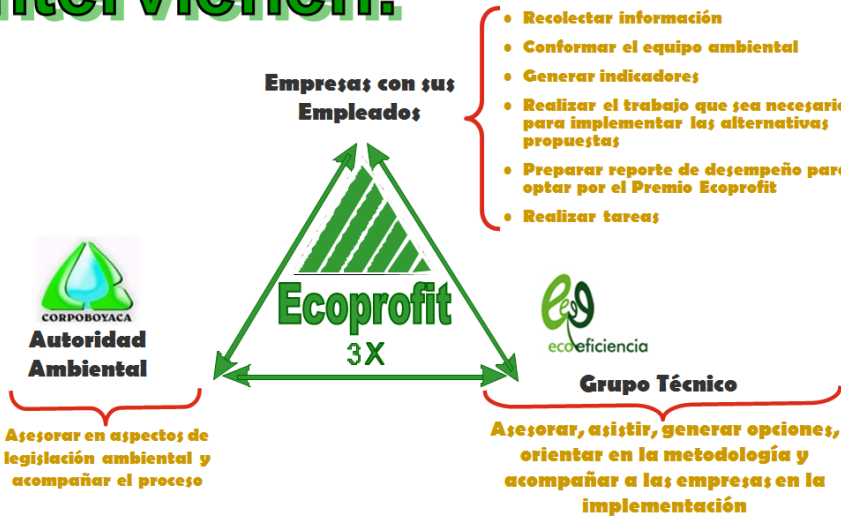 intervienen:
Empresas con sus
Empleados
• Recolectar información
• Conformar el equipo ambiental
• Generar indicadores
• Realizar el trabajo que sea necesario
para implementar las alternativas
propuestas
• Preparar reporte de desempeño para
optar por el Premio Ecoprofit
• Realizar tareas
Ecoprofit
3X
CORPOBOYACA
Autoridad
Ambiental
Asesorar en aspectos de
legislación ambiental y
acompañar el proceso
ecoeficiencia
Grupo Técnico
Asesorar, asistir, generar opciones,
orientar en la metodología y
acompañar a las empresas en la
implementación